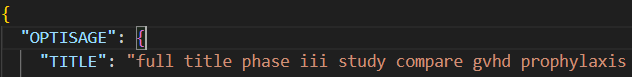 {
"OPTISAGE": {
"TITLE": "full title phase iii study compare gvhd prophylaxis